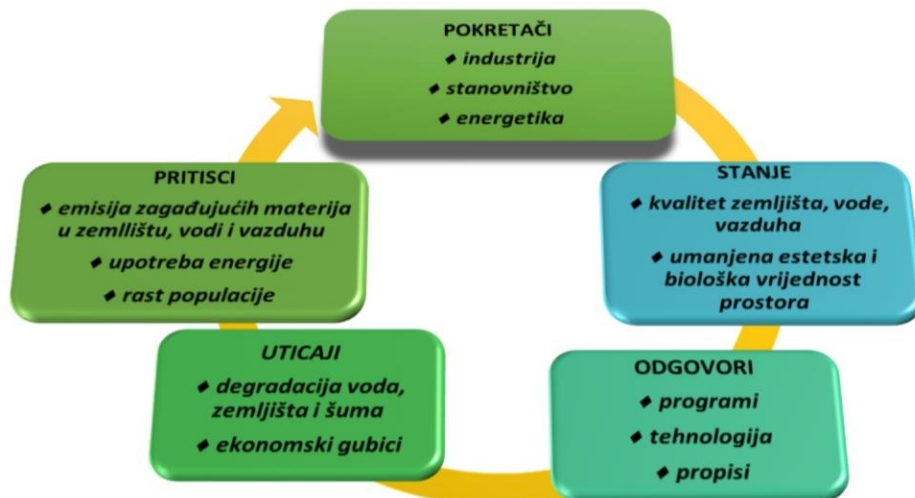 POKRETAČI
◆ industrija
◆ stanovništvo
◆ energetika
STANJE
◆ kvalitet zemljišta, vode,
vazduha
◆ umanjena estetska i
biološka vrijednost
prostora
ODGOVORI
◆ programi
◆ tehnologija
◆ propisi
UTICAJI
◆ degradacija voda,
zemljišta i šuma
◆ ekonomski gubici
PRITISCI
◆ emisija zagađujućih materija
u zemllištu, vodi i vazduhu
◆ upotreba energije
◆ rast populacije